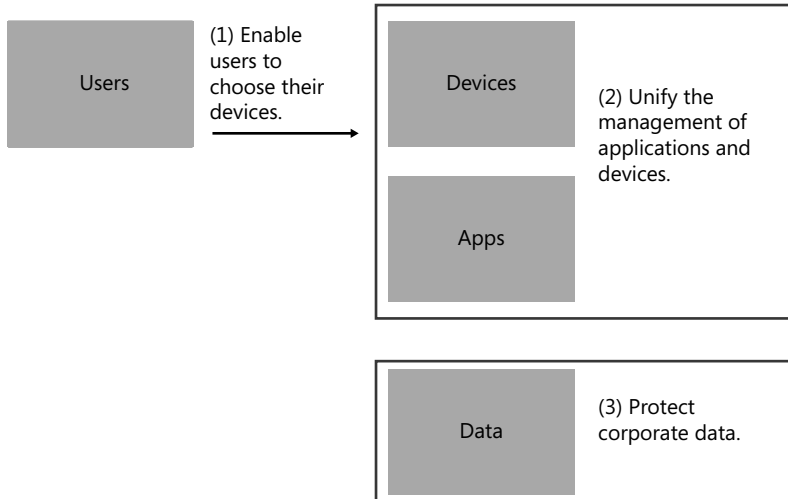 Users
(1) Enable
users to
choose their
devices.
Devices
(2) Unify the
management of
applications and
devices.
Apps
Data
(3) Protect
corporate data.